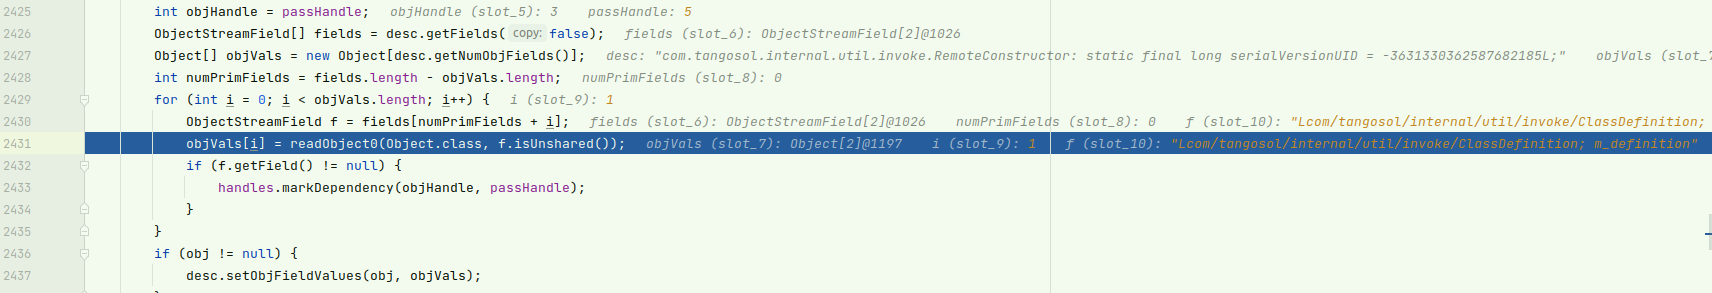 2425 int objHandle = passHandle; objHandle (slot_5): 3 passHandle: 5
2426 ObjectStreamField[] fields = desc.getFields( copy: false); fields (slot_6): ObjectStreamField[2]@1026
2427 Object[] objVals = new Object[desc.getNumObjFields()]; desc: "com.tangosol.internal.util.invoke.RemoteConstructor: static final long serialVersionUID = -3631330362587682185L;" objVals (slot_7
2428 int numPrimFields = fields.length - objVals.length; numPrimFields (slot_8): 0
2429 for (int i = 0; i < objVals.length; i++) { i (slot_9): 1
2430 ObjectStreamField f = fields[numPrimFields + i]; fields (slot_6): ObjectStreamField[2]@1026 numPrimFields (slot_8): 0 f (slot_10): "Lcom/tangosol/internal/util/invoke/ClassDefinition;
2431 objVals[i] = readObject0(Object.class, f.isUnshared()); objVals (slot_7): Object[2]@1197 i (slot_9): 1 f (slot_10): "Lcom/tangosol/internal/util/invoke/ClassDefinition; m_definition"
2432 if (f.getField() != null) {
2433 handles.markDependency(objHandle, passHandle);
2434 }
2435 }
2436 if (obj != null) {
2437 desc.setObjFieldValues(obj, objVals);